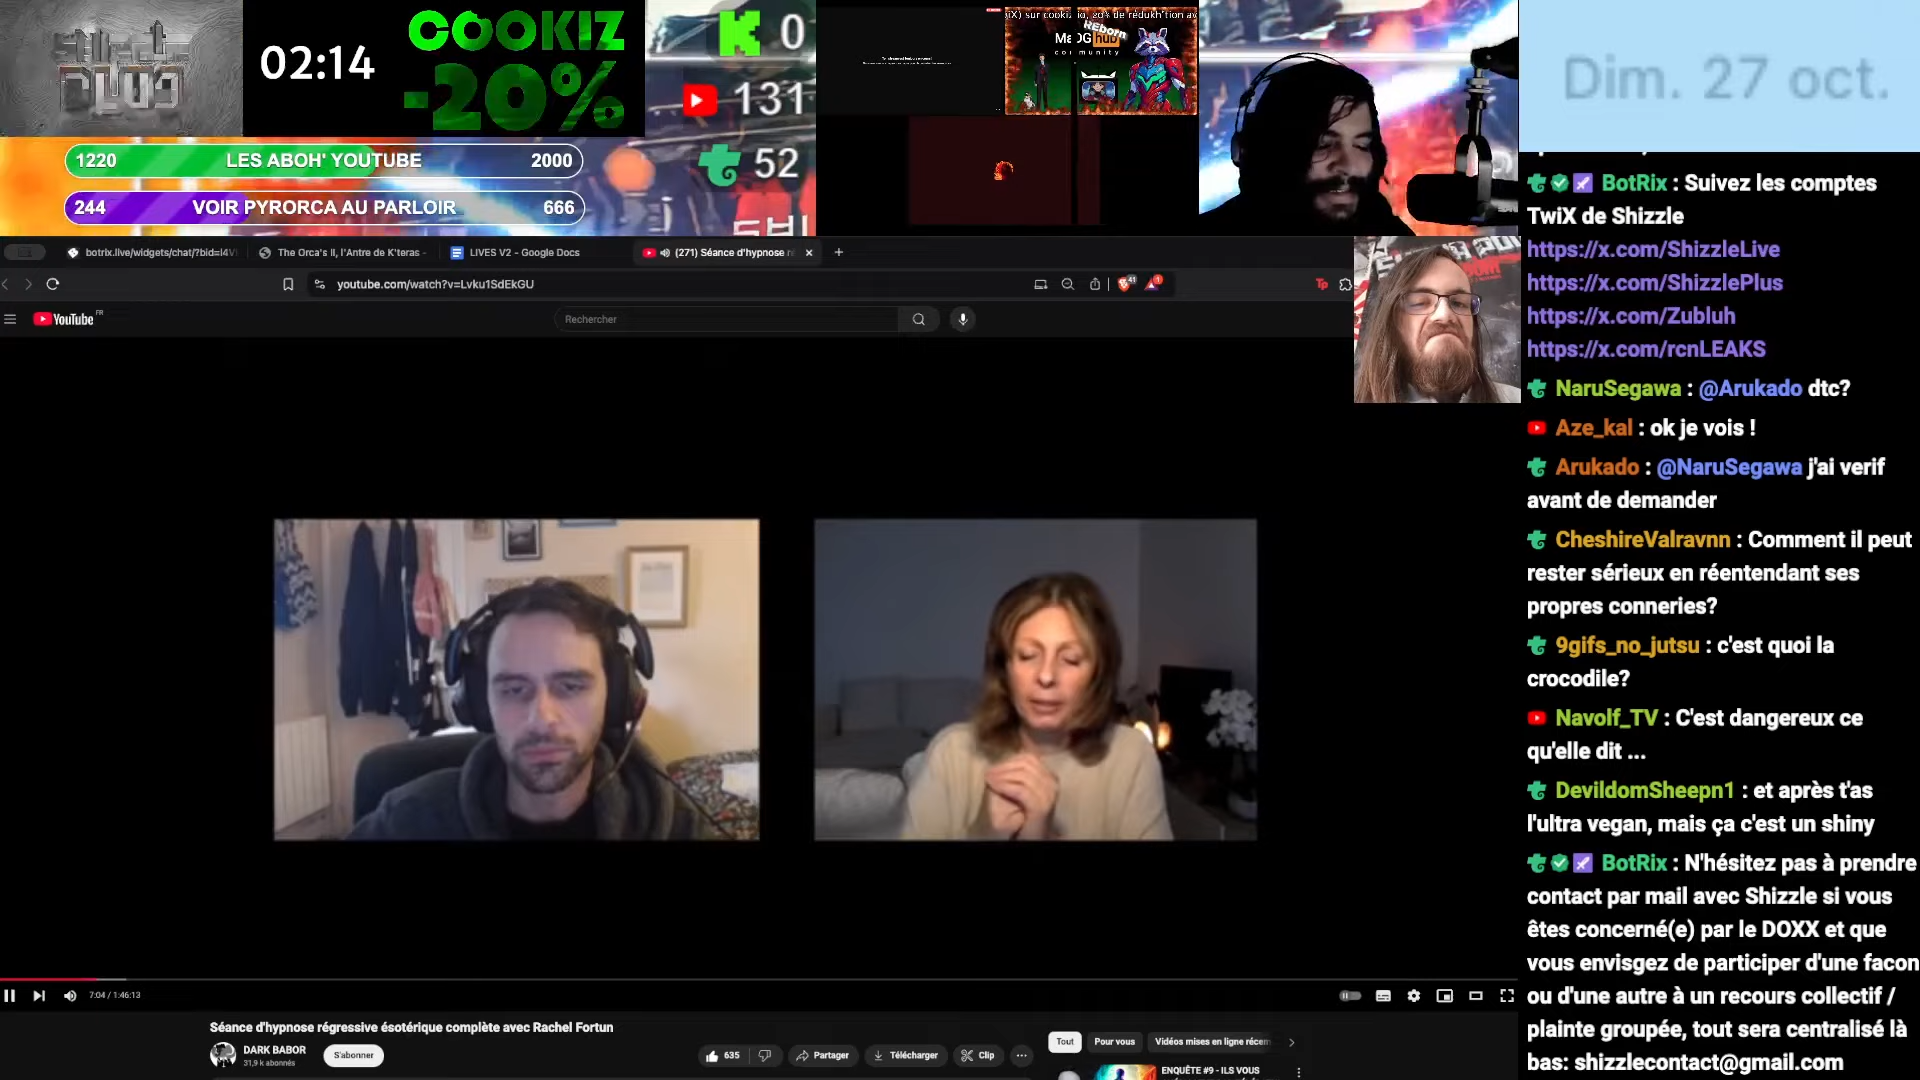 02:14
COOKIZ
-20%
0
131
52
1220 LES ABOH' YOUTUBE 2000
244 VOIR PYRORCA AU PARLOIR 666
REborn
hub
community
Dim. 27 oct.
BotRix : Suivez les comptes
TwiX de Shizzle
https://x.com/ShizzleLive
https://x.com/ShizzlePlus
https://x.com/Zubluh
https://x.com/rcnLEAKS
NaruSegawa : @Arukado dtc?
Aze_kal : ok je vois !
Arukado : @NaruSegawa j'ai verif
avant de demander
CheshireValravnn : Comment il peut
rester sérieux en réentendant ses
propres conneries?
9gifs_no_jutsu : c'est quoi la
crocodile?
Navolf_TV : C'est dangereux ce
qu'elle dit ...
DevildomSheepn1 : et après t'as
l'ultra vegan, mais ça c'est un shiny
BotRix : N'hésitez pas à prendre
contact par mail avec Shizzle si vous
êtes concerné(e) par le DOXX et que
vous envisgez de participer d'une facon
ou d'une autre à un recours collectif /
plainte groupée, tout sera centralisé là
bas: shizzlecontact@gmail.com
botrix.live/widgets/chat/?bid=I4V
The Orca's II, l'Antre de K'teras -
LIVES V2 - Google Docs
(271) Séance d'hypnose r
youtube.com/watch?v=Lvku1SdEkGU
YouTube FR
Rechercher
7:04 / 1:46:13
Séance d'hypnose régressive ésotérique complète avec Rachel Fortun
DARK BABOR
31,9 k abonnés
S'abonner
635
Partager
Télécharger
Clip
Tout
Pour vous
Vidéos mises en ligne récem
ENQUÊTE #9 - ILS VOUS